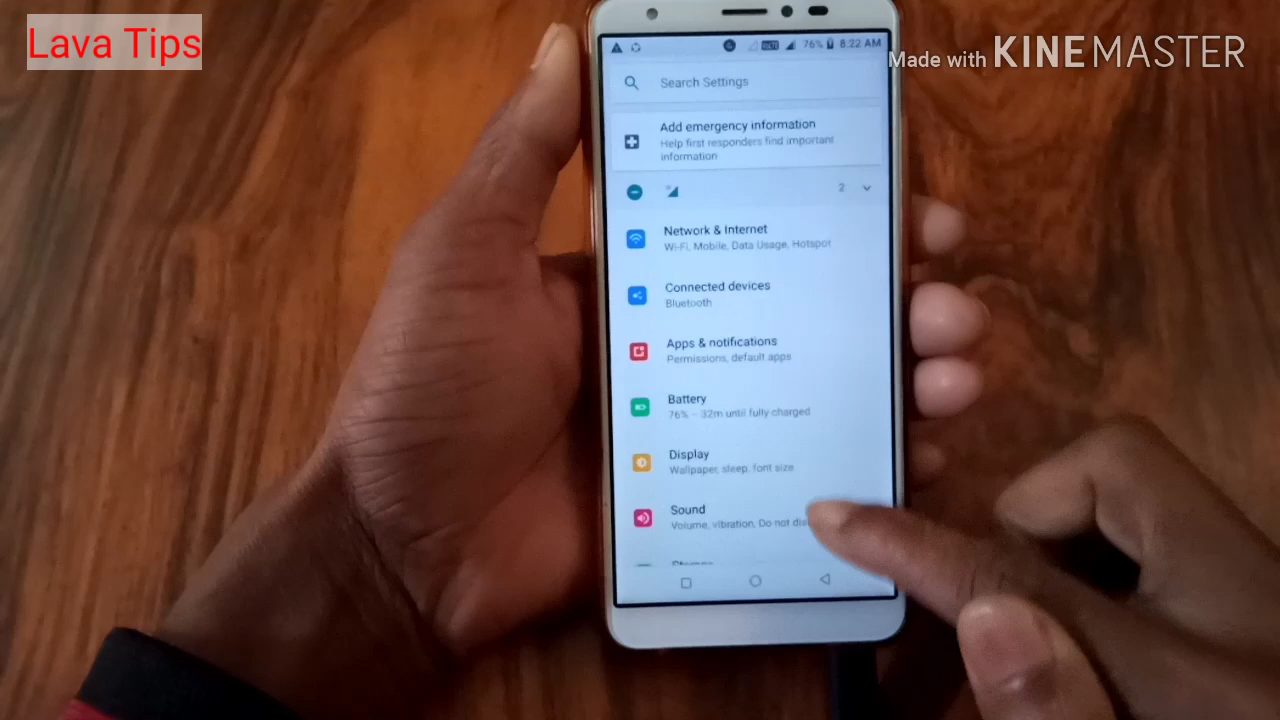 Lava Tips
Made with KINEMASTER
76% 8:22 AM
Search Settings
Add emergency information
Help first responders find important
information
2
Network & Internet
Wi-Fi, Mobile, Data Usage, Hotspot
Connected devices
Bluetooth
Apps & notifications
Permissions, default apps
Battery
76% - 32m until fully charged
Display
Wallpaper, sleep, font size
Sound
Volume, vibration, Do not